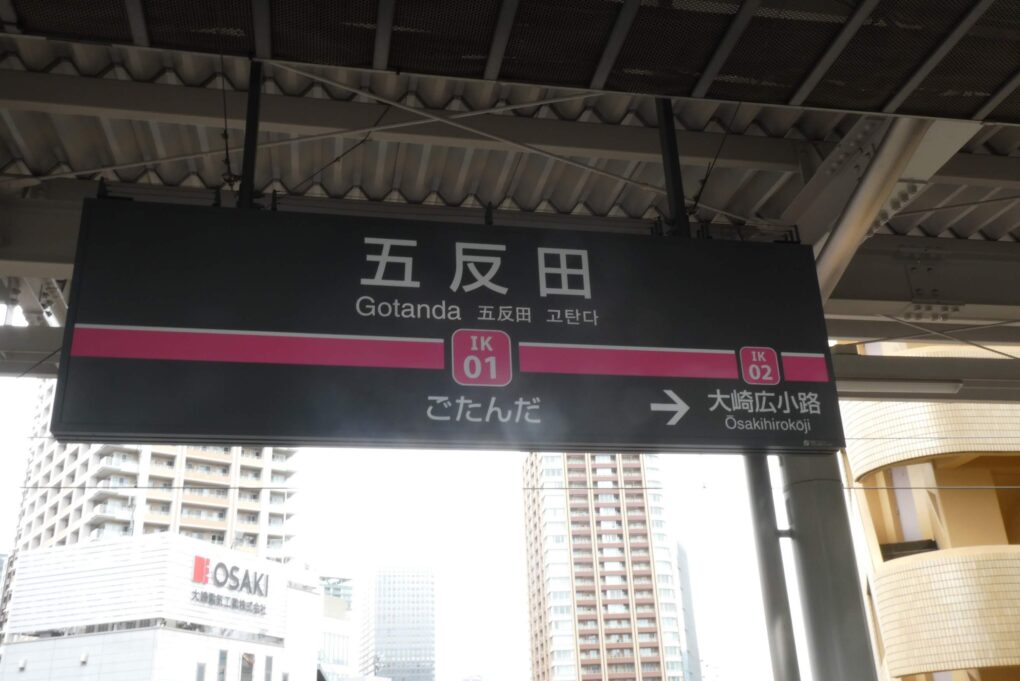 五反田
Gotanda 五反田 고탄다
IK
01
IK
02
ごたんだ
→ 大崎広小路
Ōsakihirokōji
OSAKI
大崎電気工業株式会社